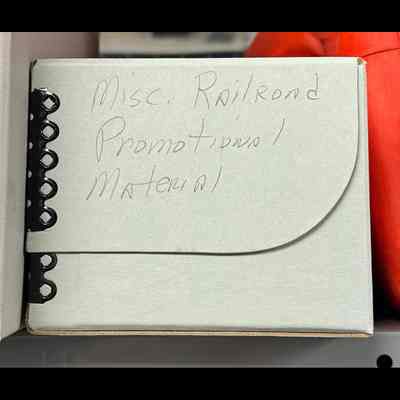 Misc. Railroad
Promotional
Material